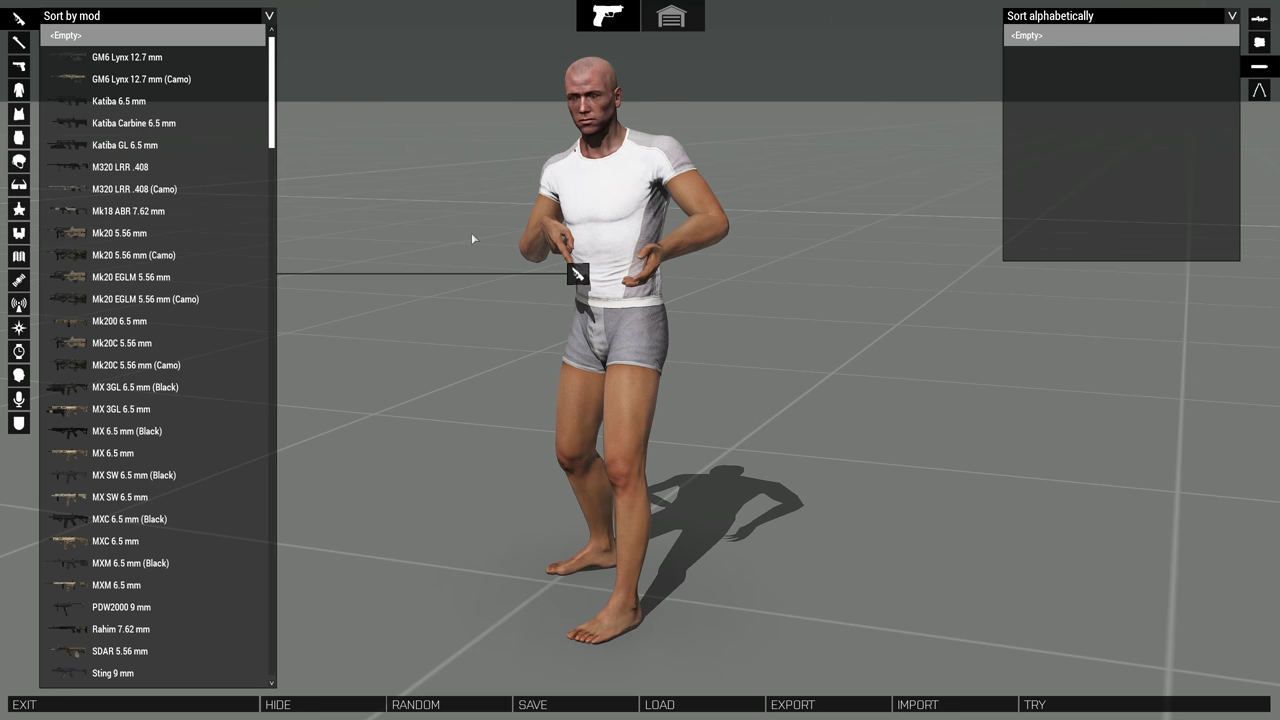 Sort by mod
<Empty>
GM6 Lynx 12.7 mm
GM6 Lynx 12.7 mm (Camo)
Katiba 6.5 mm
Katiba Carbine 6.5 mm
Katiba GL 6.5 mm
M320 LRR .408
M320 LRR .408 (Camo)
Mk18 ABR 7.62 mm
Mk20 5.56 mm
Mk20 5.56 mm (Camo)
Mk20 EGLM 5.56 mm
Mk20 EGLM 5.56 mm (Camo)
Mk200 6.5 mm
Mk20C 5.56 mm
Mk20C 5.56 mm (Camo)
MX 3GL 6.5 mm (Black)
MX 3GL 6.5 mm
MX 6.5 mm (Black)
MX 6.5 mm
MX SW 6.5 mm (Black)
MX SW 6.5 mm
MXC 6.5 mm (Black)
MXC 6.5 mm
MXM 6.5 mm (Black)
MXM 6.5 mm
PDW2000 9 mm
Rahim 7.62 mm
SDAR 5.56 mm
Sting 9 mm
Sort alphabetically
<Empty>
EXIT
HIDE
RANDOM
SAVE
LOAD
EXPORT
IMPORT
TRY